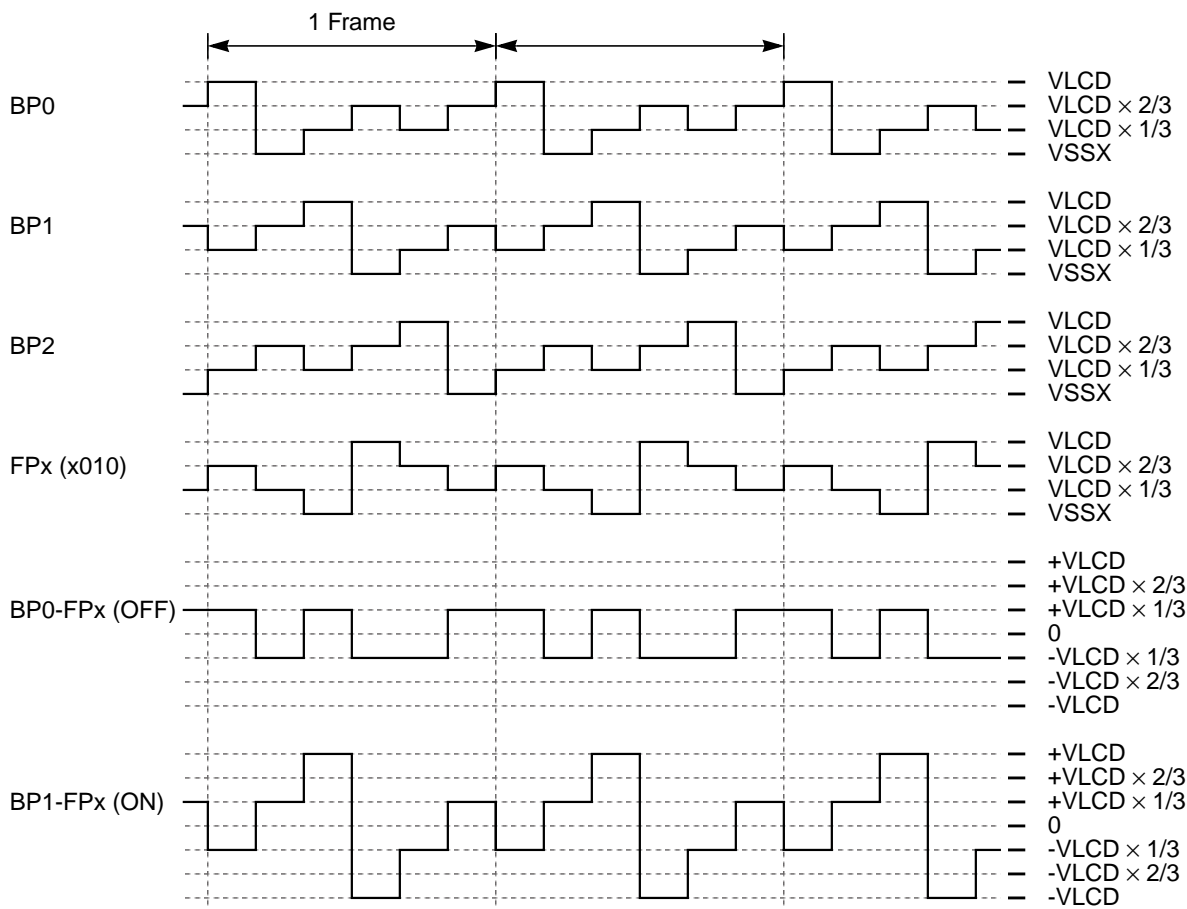 1 Frame
BP0
VLCD
VLCD × 2/3
VLCD × 1/3
VSSX
BP1
VLCD
VLCD × 2/3
VLCD × 1/3
VSSX
BP2
VLCD
VLCD × 2/3
VLCD × 1/3
VSSX
FPx (x010)
VLCD
VLCD × 2/3
VLCD × 1/3
VSSX
BP0-FPx (OFF)
+VLCD
+VLCD × 2/3
+VLCD × 1/3
0
-VLCD × 1/3
-VLCD × 2/3
-VLCD
BP1-FPx (ON)
+VLCD
+VLCD × 2/3
+VLCD × 1/3
0
-VLCD × 1/3
-VLCD × 2/3
-VLCD